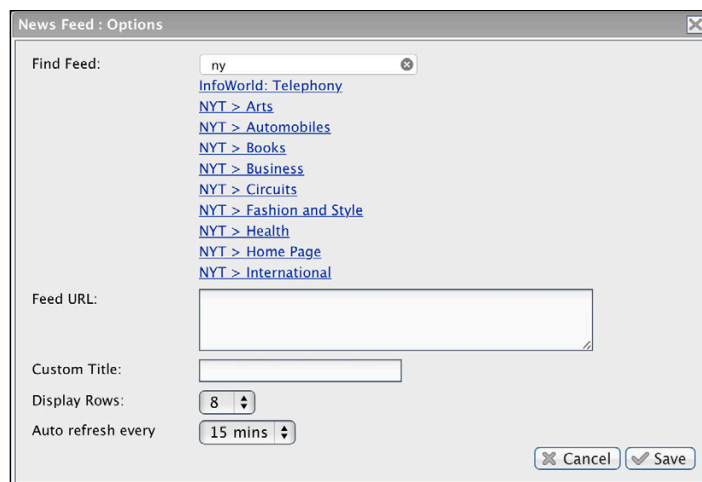 News Feed : Options
Find Feed:
ny
InfoWorld: Telephony
NYT > Arts
NYT > Automobiles
NYT > Books
NYT > Business
NYT > Circuits
NYT > Fashion and Style
NYT > Health
NYT > Home Page
NYT > International
Feed URL:
Custom Title:
Display Rows: 8
Auto refresh every 15 mins
Cancel Save